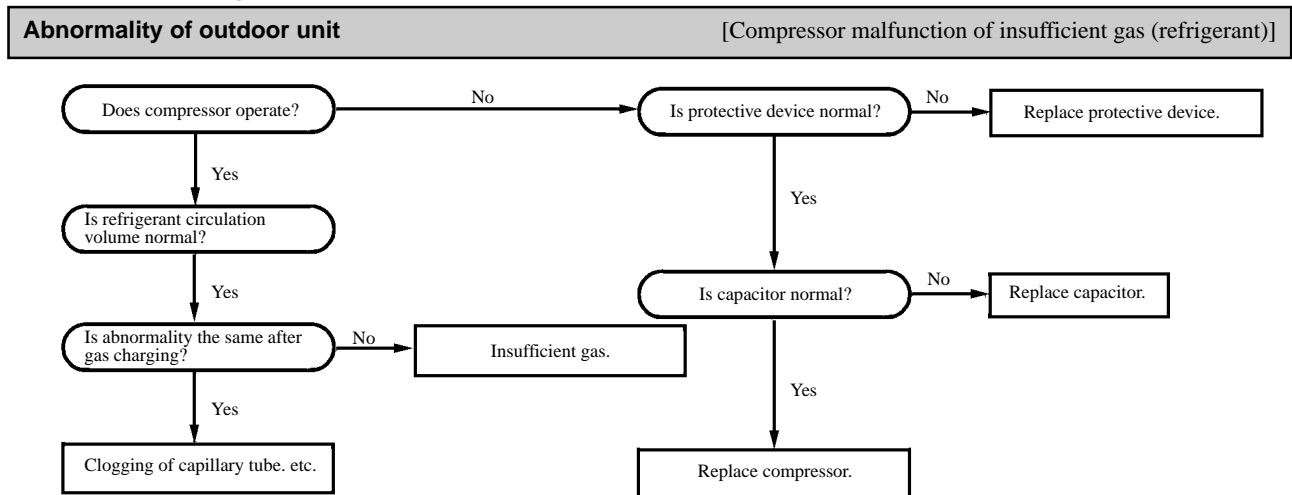 Abnormality of outdoor unit [Compressor malfunction of insufficient gas (refrigerant)]
Does compressor operate?
No
Is protective device normal?
No
Replace protective device.
Yes
Yes
Is refrigerant circulation
volume normal?
Yes
Is capacitor normal?
No
Replace capacitor.
Is abnormality the same after
gas charging?
No
Insufficient gas.
Yes
Yes
Clogging of capillary tube. etc.
Replace compressor.